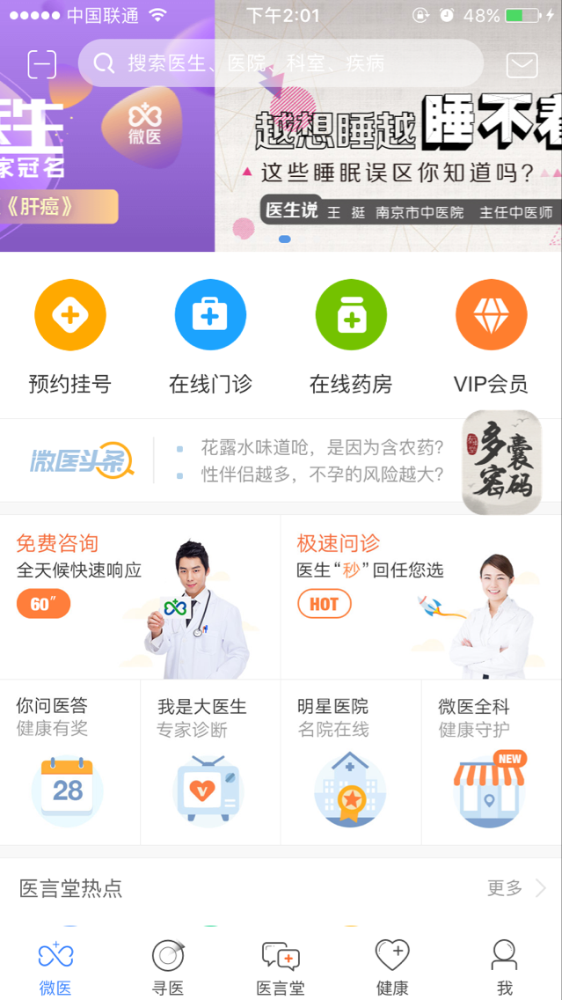 中国联通 下午2:01 48%
搜索医生、医院、科室、疾病
医生
家冠名
《肝癌》
微医
越想睡越睡不着
这些睡眠误区你知道吗?
医生说 王 挺 南京市中医院 主任中医师
预约挂号 在线门诊 在线药房 VIP会员
微医头条
花露水味道呛，是因为含农药?
性伴侣越多，不孕的风险越大?
多囊
密码
免费咨询
全天候快速响应
60″
极速问诊
医生“秒”回任您选
HOT
你问医答
健康有奖
28
我是大医生
专家诊断
明星医院
名院在线
微医全科
健康守护
NEW
医言堂热点 更多
微医 寻医 医言堂 健康 我